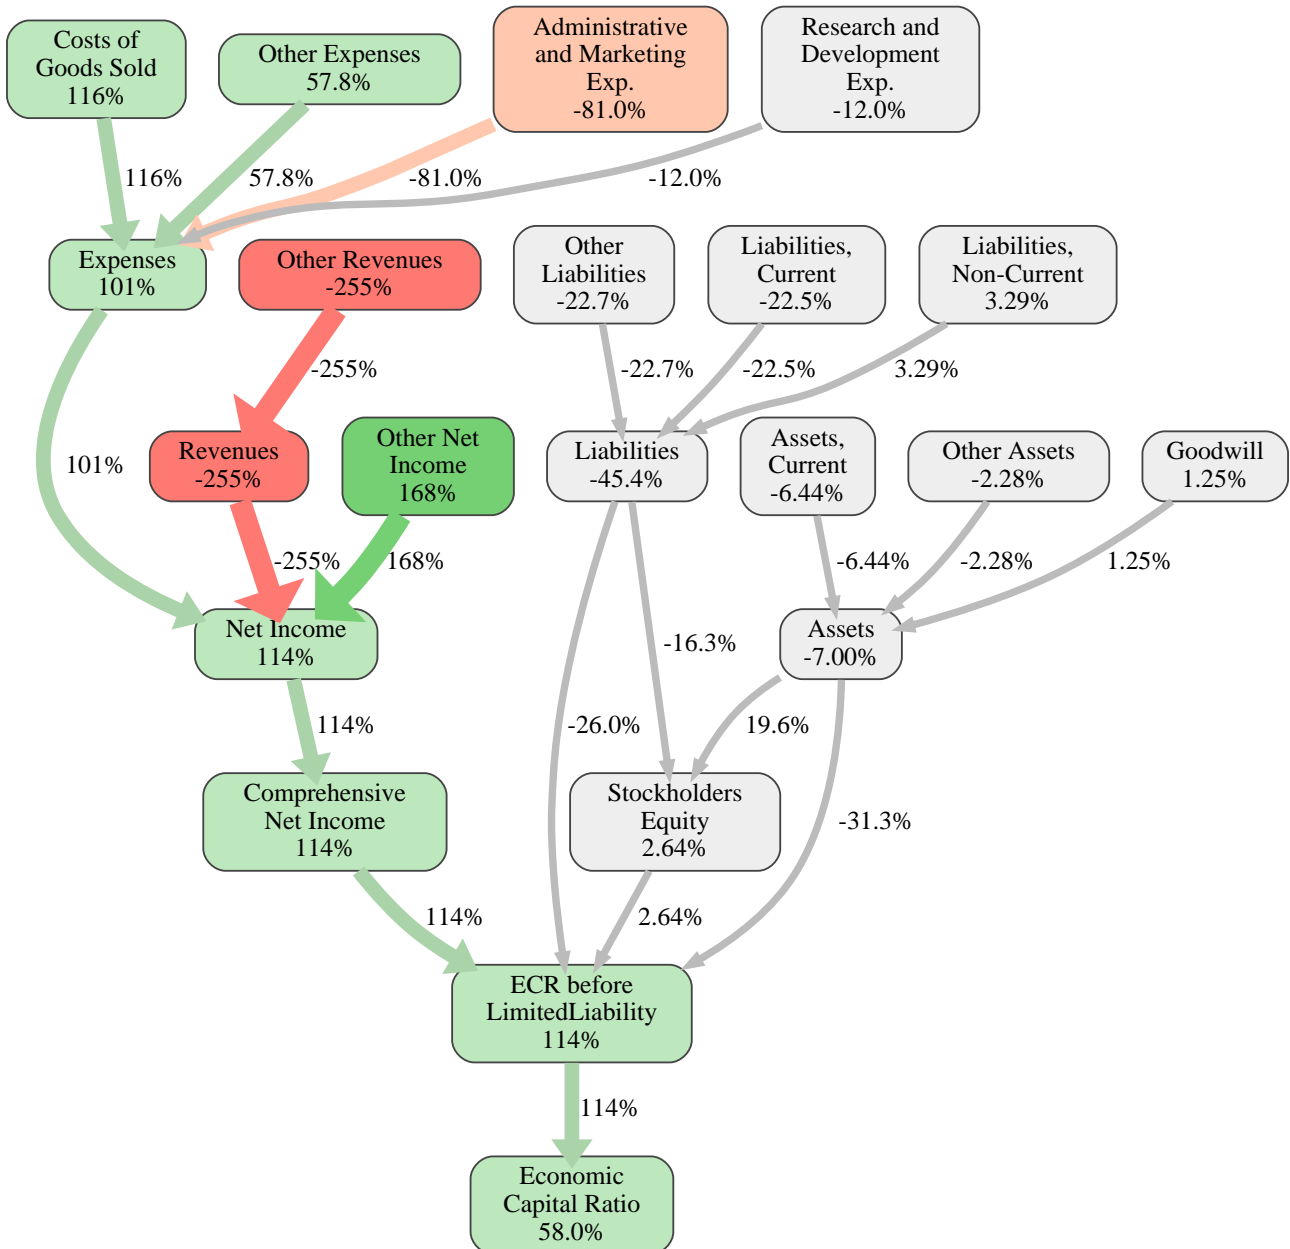 Costs of
Goods Sold
116%
Other Expenses
57.8%
Administrative
and Marketing
Exp.
-81.0%
Research and
Development
Exp.
-12.0%
116%
57.8%
-81.0%
-12.0%
Expenses
101%
Other Revenues
-255%
Other
Liabilities
-22.7%
Liabilities,
Current
-22.5%
Liabilities,
Non-Current
3.29%
-255%
-22.7%
-22.5%
3.29%
101%
Revenues
-255%
Other Net
Income
168%
Liabilities
-45.4%
Assets,
Current
-6.44%
Other Assets
-2.28%
Goodwill
1.25%
-255%
168%
-6.44%
-2.28%
1.25%
Net Income
114%
-16.3%
Assets
-7.00%
114%
-26.0%
19.6%
Comprehensive
Net Income
114%
Stockholders
Equity
2.64%
-31.3%
114%
2.64%
ECR before
LimitedLiability
114%
114%
Economic
Capital Ratio
58.0%